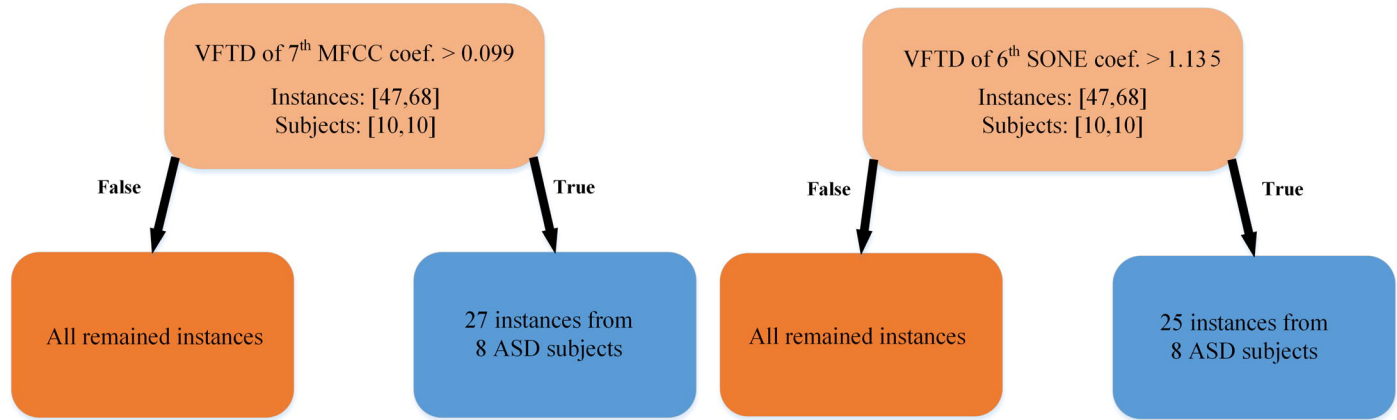 VFTD of 7th MFCC coef. > 0.099
Instances: [47,68]
Subjects: [10,10]
False
True
All remained instances
27 instances from
8 ASD subjects
VFTD of 6th SONE coef. > 1.135
Instances: [47,68]
Subjects: [10,10]
False
True
All remained instances
25 instances from
8 ASD subjects